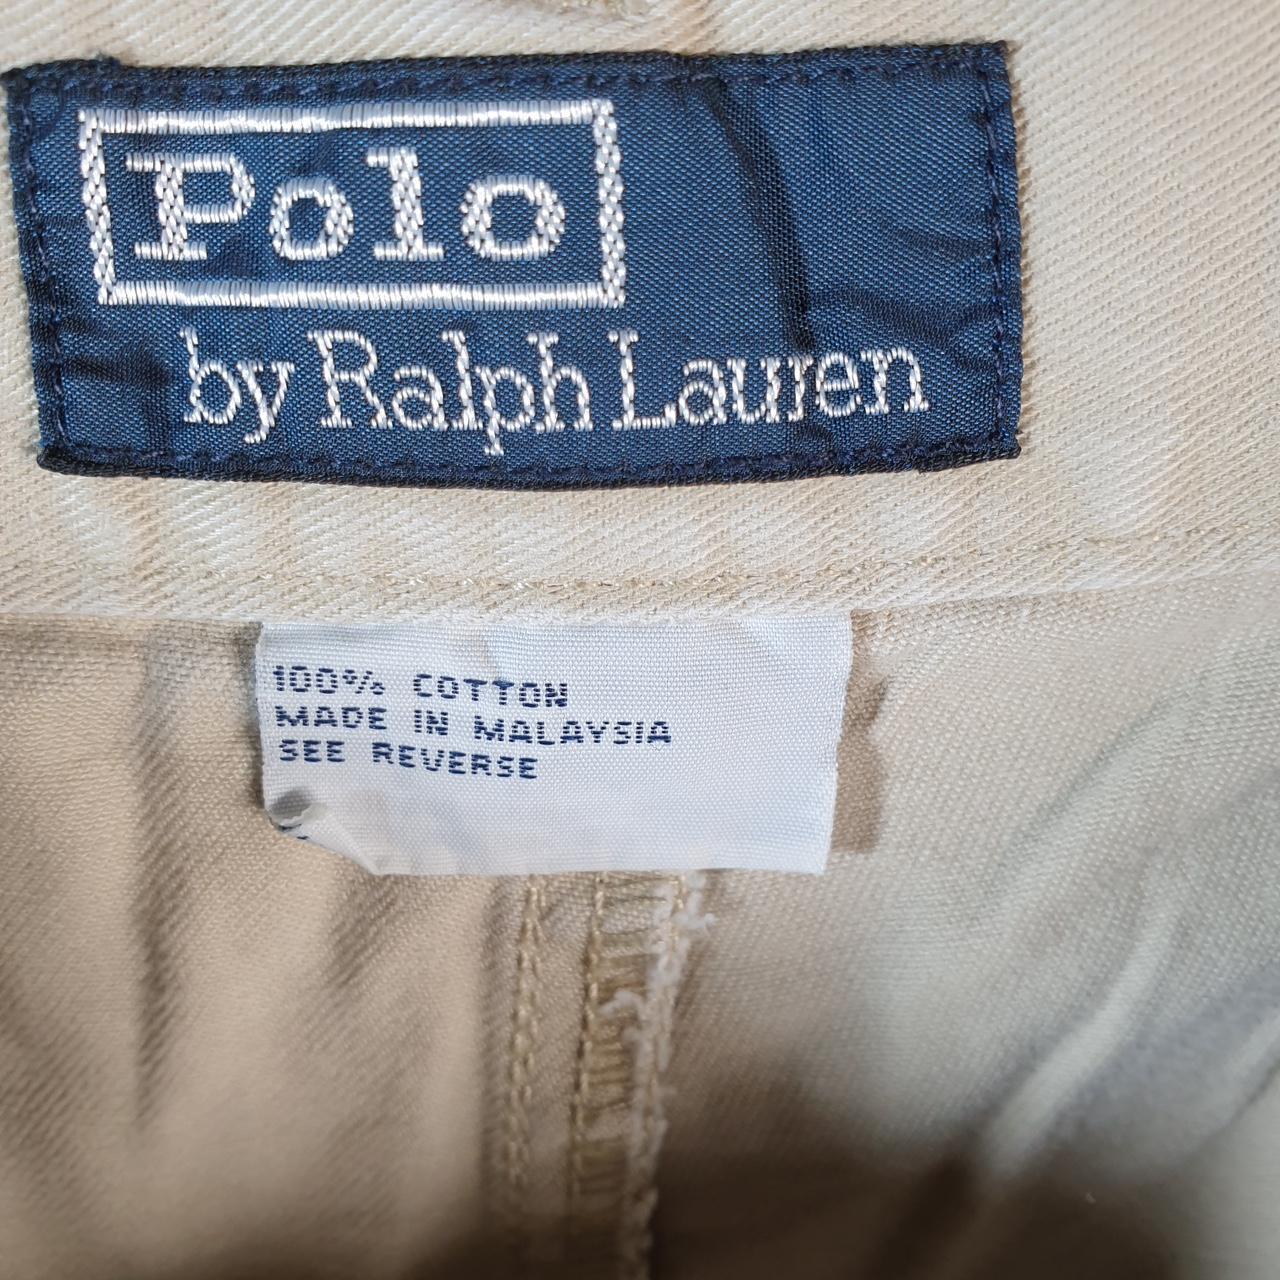 Polo
by Ralph Lauren
100% COTTON
MADE IN MALAYSIA
SEE REVERSE